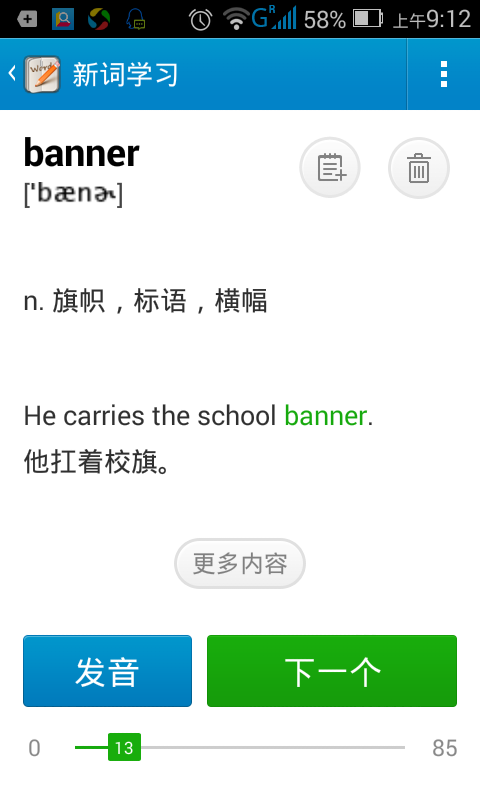 58% 上午9:12
新词学习
banner
['bænɚ]
n. 旗帜，标语，横幅
He carries the school banner.
他扛着校旗。
更多内容
发音 下一个
0 13 85